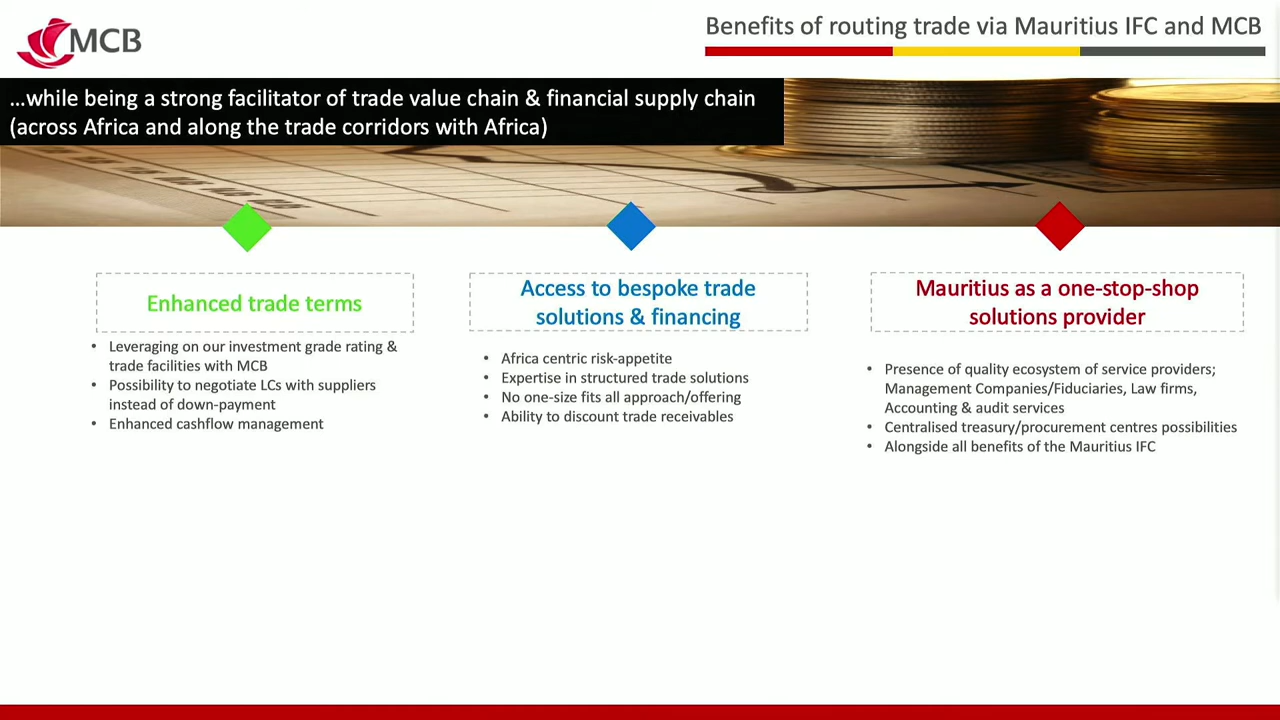 MCB
Benefits of routing trade via Mauritius IFC and MCB
...while being a strong facilitator of trade value chain & financial supply chain
(across Africa and along the trade corridors with Africa)
Enhanced trade terms
• Leveraging on our investment grade rating &
trade facilities with MCB
• Possibility to negotiate LCs with suppliers
instead of down-payment
• Enhanced cashflow management
Access to bespoke trade
solutions & financing
• Africa centric risk-appetite
• Expertise in structured trade solutions
• No one-size fits all approach/offering
• Ability to discount trade receivables
Mauritius as a one-stop-shop
solutions provider
• Presence of quality ecosystem of service providers;
Management Companies/Fiduciaries, Law firms,
Accounting & audit services
• Centralised treasury/procurement centres possibilities
• Alongside all benefits of the Mauritius IFC